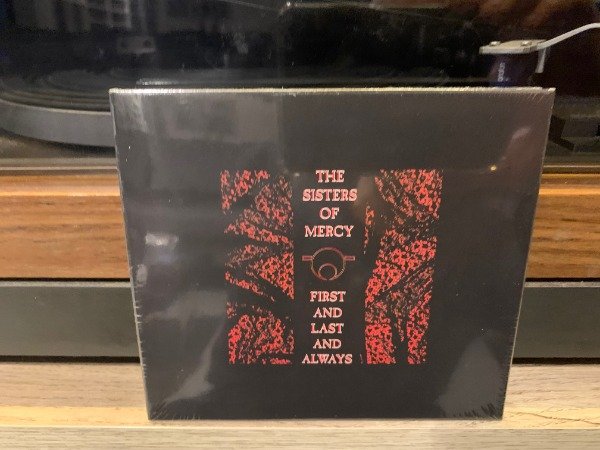 THE
SISTERS
OF
MERCY
FIRST
AND
LAST
AND
ALWAYS